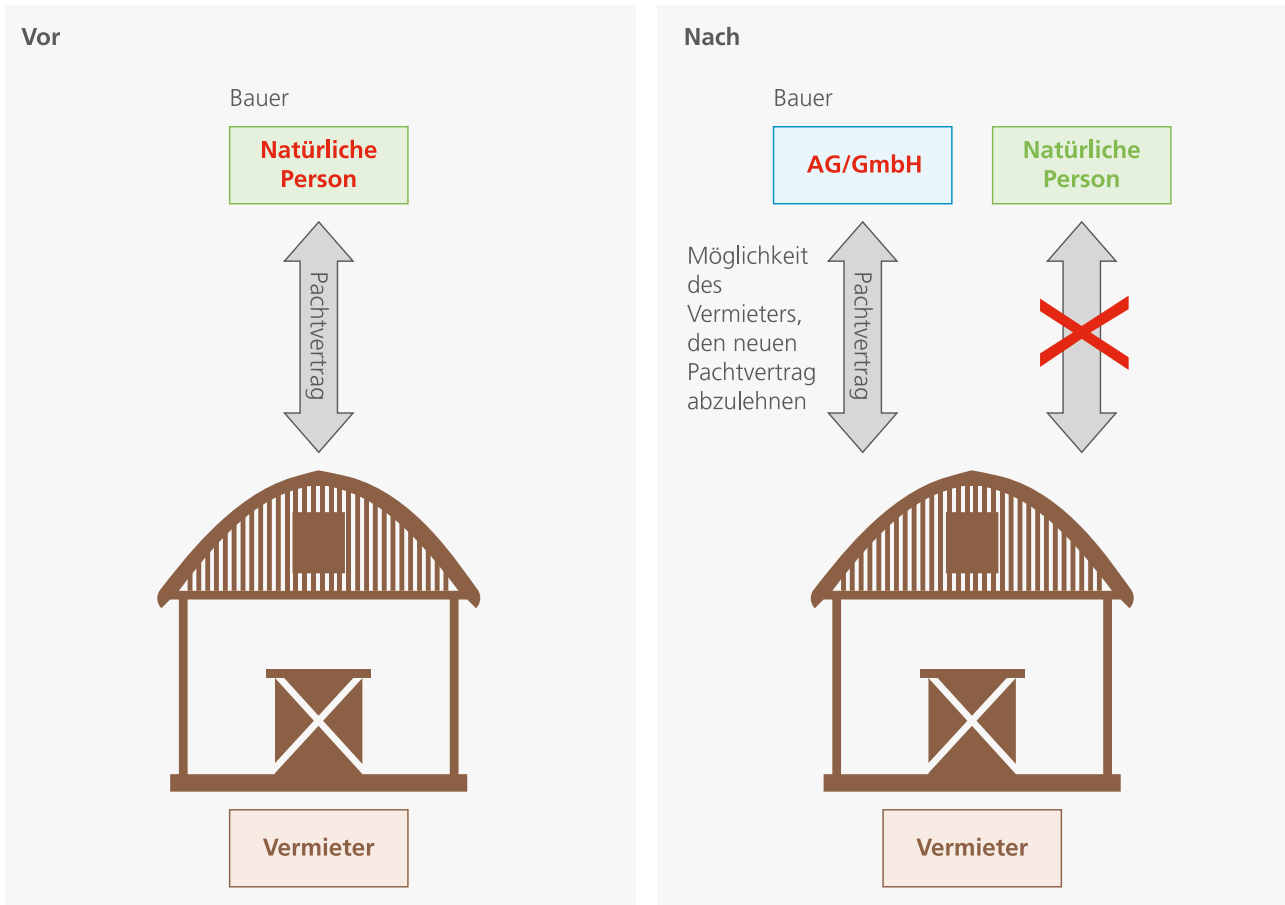 Vor
Bauer
Natürliche
Person
Pachtvertrag
Vermieter
Nach
Bauer
AG/GmbH
Natürliche
Person
Möglichkeit
des
Vermieters,
den neuen
Pachtvertrag
abzulehnen
Pachtvertrag
Vermieter